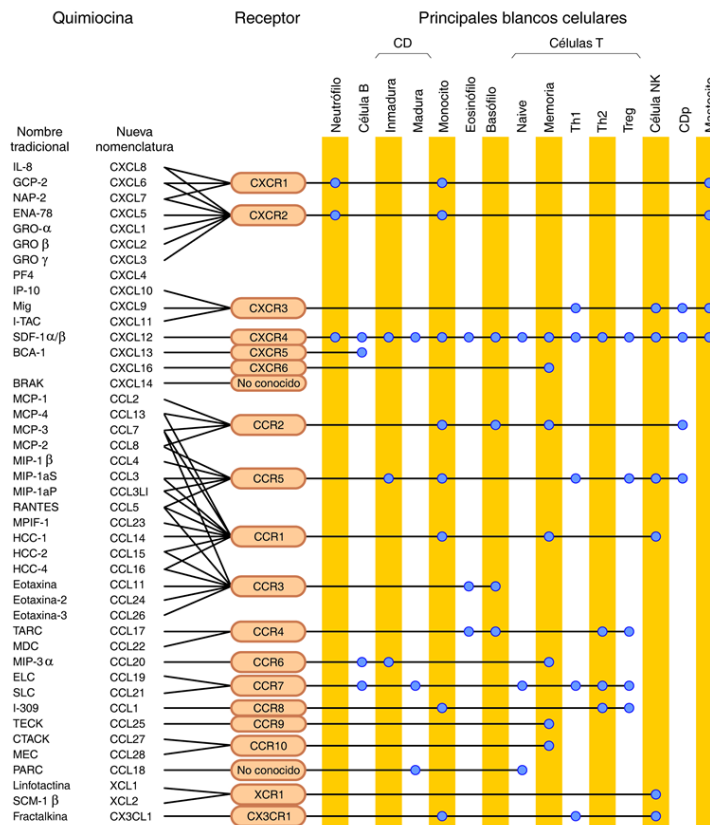 Quimiocina Receptor Principales blancos celulares
CD Células T
Neutrófilo Célula B Inmadura Madura Monocito Eosinófilo Basófilo Naive Memoria Th1 Th2 Treg Célula NK CDp Mastocito
Nombre tradicional Nueva nomenclatura
IL-8 CXCL8
GCP-2 CXCL6 CXCR1
NAP-2 CXCL7
ENA-78 CXCL5 CXCR2
GRO-α CXCL1
GRO β CXCL2
GRO γ CXCL3
PF4 CXCL4
IP-10 CXCL10
Mig CXCL9 CXCR3
I-TAC CXCL11
SDF-1α/β CXCL12 CXCR4
BCA-1 CXCL13 CXCR5
CXCL16 CXCR6
BRAK CXCL14 No conocido
MCP-1 CCL2
MCP-4 CCL13 CCR2
MCP-3 CCL7
MCP-2 CCL8
MIP-1 β CCL4
MIP-1aS CCL3 CCR5
MIP-1aP CCL3LI
RANTES CCL5
MPIF-1 CCL23
HCC-1 CCL14 CCR1
HCC-2 CCL15
HCC-4 CCL16
Eotaxina CCL11 CCR3
Eotaxina-2 CCL24
Eotaxina-3 CCL26
TARC CCL17 CCR4
MDC CCL22
MIP-3 α CCL20 CCR6
ELC CCL19 CCR7
SLC CCL21
I-309 CCL1 CCR8
TECK CCL25 CCR9
CTACK CCL27 CCR10
MEC CCL28
PARC CCL18 No conocido
Linfotactina XCL1 XCR1
SCM-1 β XCL2
Fractalkina CX3CL1 CX3CR1